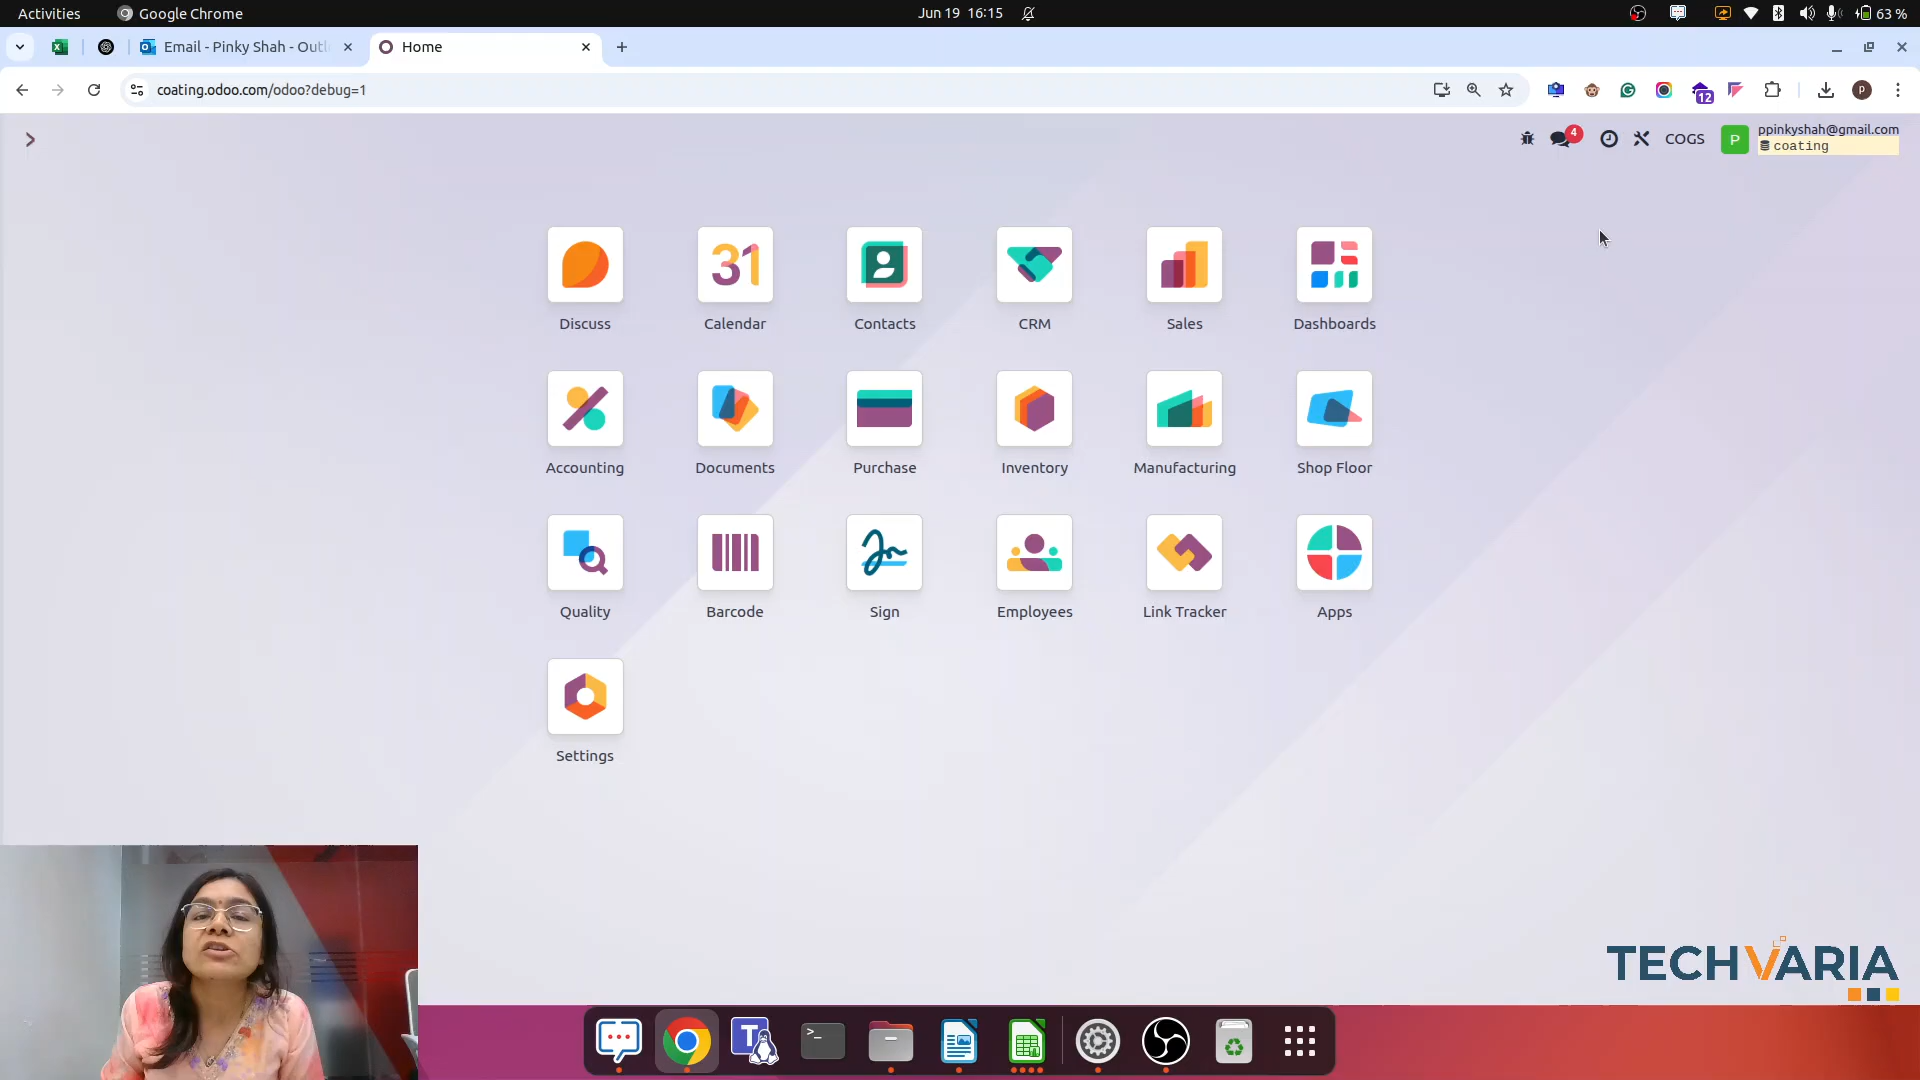 Activities
Google Chrome
Jun 19 16:15
63 %
Email - Pinky Shah - Outl
Home
coating.odoo.com/odoo?debug=1
12
P
4
COGS
P
ppinkyshah@gmail.com
coating
31
Discuss
Calendar
Contacts
CRM
Sales
Dashboards
Accounting
Documents
Purchase
Inventory
Manufacturing
Shop Floor
Quality
Barcode
Sign
Employees
Link Tracker
Apps
Settings
TECHVARIA
T